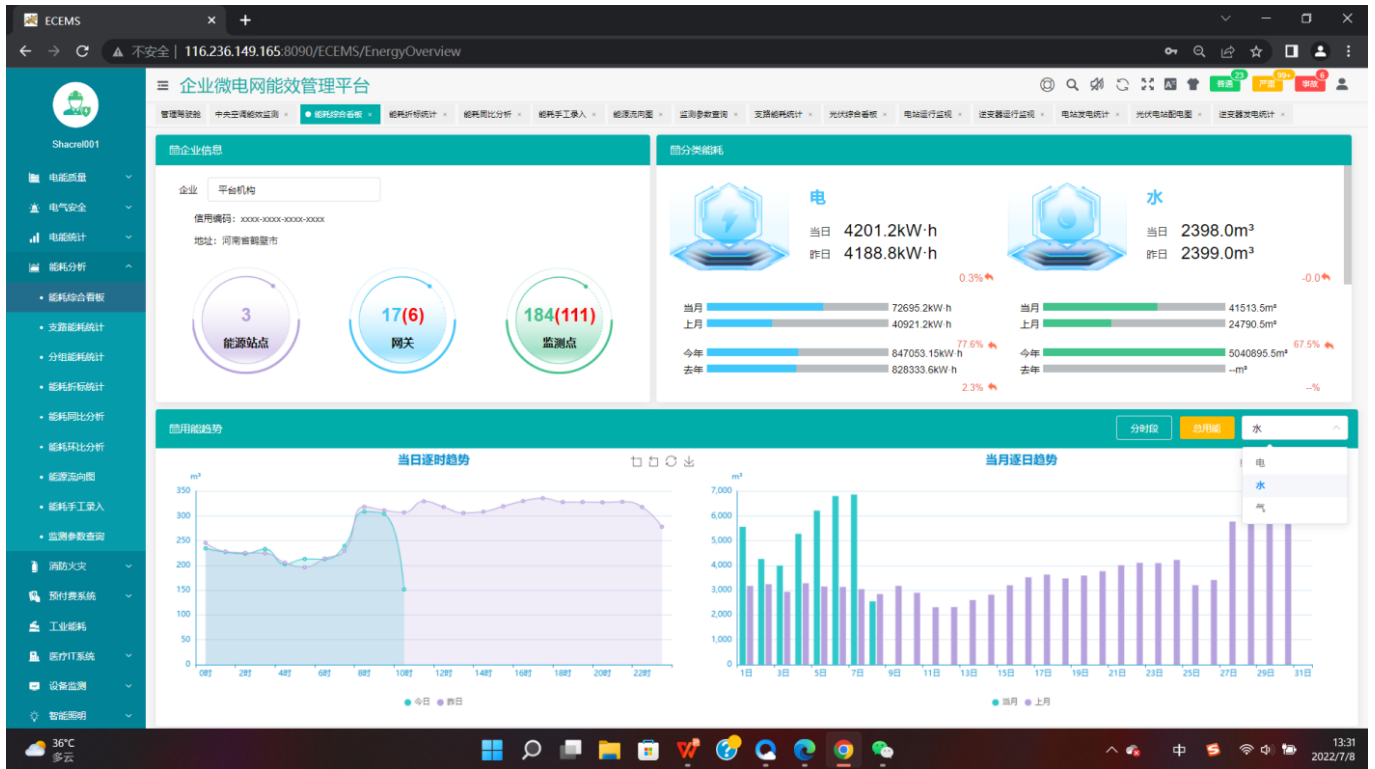 ECEMS
不安全 | 116.236.149.165:8090/ECEMS/EnergyOverview
企业微电网能效管理平台
普通 23 严重 99+ 事故 6
管理驾驶舱 中央空调能效监测 × 能耗综合看板 × 能耗折标统计 × 能耗同比分析 × 能耗手工录入 × 能源流向图 × 监测参数查询 × 支路能耗统计 × 光伏综合看板 × 电站运行监视 × 逆变器运行监视 × 电站发电统计 × 光伏电站配电图 × 逆变器发电统计 ×
Shacrel001
电能质量
电气安全
电能统计
能耗分析
能耗综合看板
支路能耗统计
分组能耗统计
能耗折标统计
能耗同比分析
能耗环比分析
能源流向图
能耗手工录入
监测参数查询
消防火灾
预付费系统
工业能耗
医疗IT系统
设备监测
智能照明
企业信息
企业 平台机构
信用编码：xxxx-xxxx-xxxx-xxxx
地址：河南省鹤壁市
3
能源站点
17(6)
网关
184(111)
监测点
分类能耗
电
当日 4201.2kW·h
昨日 4188.8kW·h
0.3%
当月 72695.2kW·h
上月 40921.2kW·h
77.6%
今年 847053.15kW·h
去年 828333.6kW·h
2.3%
水
当日 2398.0m³
昨日 2399.0m³
-0.0
当月 41513.5m³
上月 24790.5m³
67.5%
今年 5040895.5m³
去年 --m³
--%
用能趋势
分时段 总用能 水
电
水
气
当日逐时趋势
m³
350
300
250
200
150
100
50
0
0时 2时 4时 6时 8时 10时 12时 14时 16时 18时 20时 22时
今日 昨日
当月逐日趋势
m³
7,000
6,000
5,000
4,000
3,000
2,000
1,000
0
1日 3日 5日 7日 9日 11日 13日 15日 17日 19日 21日 23日 25日 27日 29日 31日
当月 上月
36°C
多云
中
13:31
2022/7/8